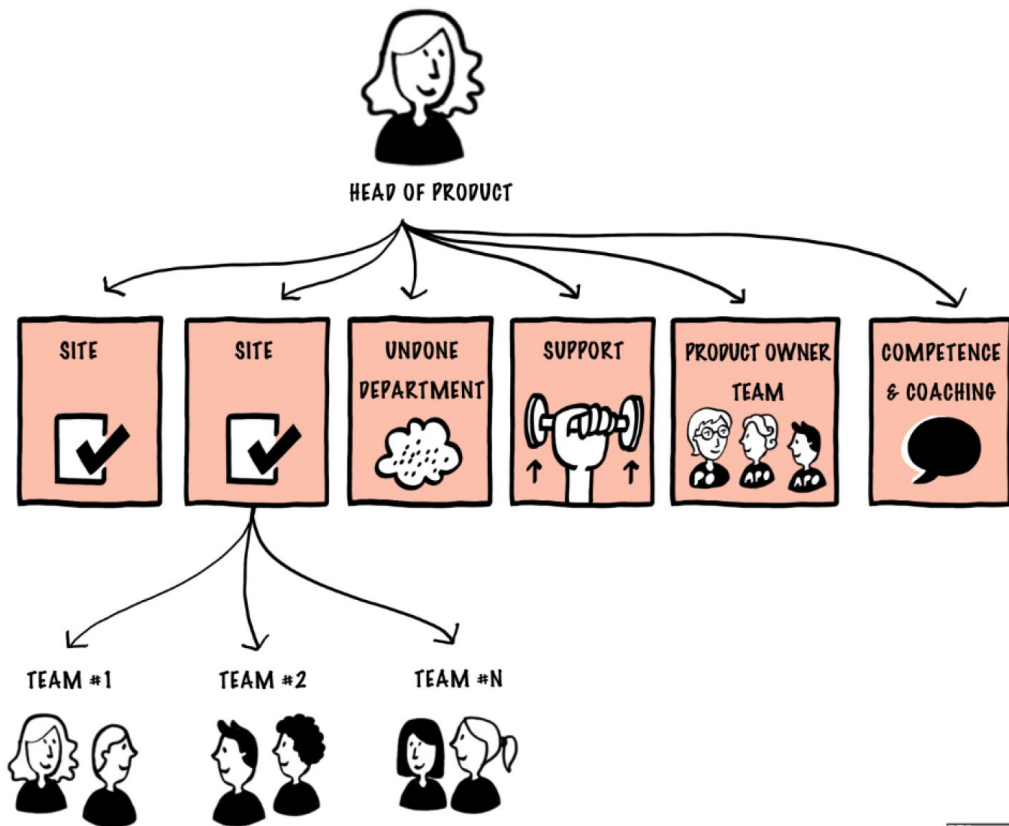 HEAD OF PRODUCT
SITE
SITE
UNDONE
DEPARTMENT
SUPPORT
PRODUCT OWNER
TEAM
PO
APO
APO
COMPETENCE
& COACHING
TEAM #1
TEAM #2
TEAM #N